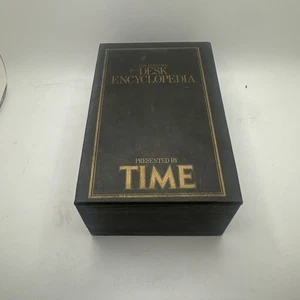 DESK
ENCYCLOPEDIA
PRESENTED BY
TIME